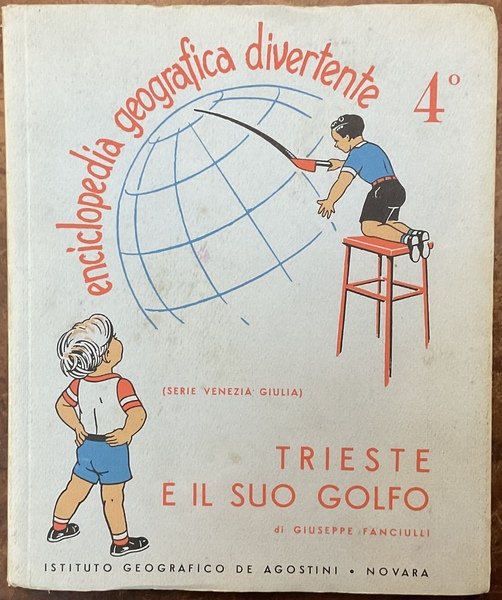 enciclopedia geografica divertente
4°
(SERIE VENEZIA GIULIA)
TRIESTE
E IL SUO GOLFO
di GIUSEPPE FANCIULLI
ISTITUTO GEOGRAFICO DE AGOSTINI • NOVARA